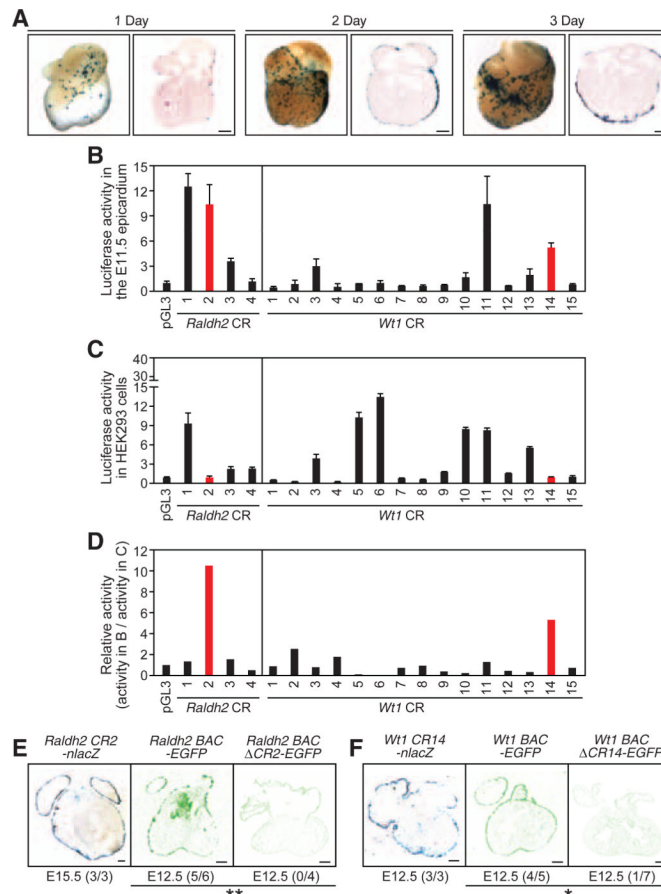 A
1 Day
2 Day
3 Day
B
Luciferase activity in
the E11.5 epicardium
15
12
9
6
3
0
pGL3
1
2
3
4
1
2
3
4
5
6
7
8
9
10
11
12
13
14
15
Raldh2 CR
Wt1 CR
C
Luciferase activity
in HEK293 cells
40
30
15
12
9
6
3
0
pGL3
1
2
3
4
1
2
3
4
5
6
7
8
9
10
11
12
13
14
15
Raldh2 CR
Wt1 CR
D
Relative activity
(activity in B / activity in C)
12
10
8
6
4
2
0
pGL3
1
2
3
4
1
2
3
4
5
6
7
8
9
10
11
12
13
14
15
Raldh2 CR
Wt1 CR
E
Raldh2 CR2
-nlacZ
Raldh2 BAC
-EGFP
Raldh2 BAC
ΔCR2-EGFP
E15.5 (3/3)
E12.5 (5/6)
E12.5 (0/4)
**
F
Wt1 CR14
-nlacZ
Wt1 BAC
-EGFP
Wt1 BAC
ΔCR14-EGFP
E12.5 (3/3)
E12.5 (4/5)
E12.5 (1/7)
*